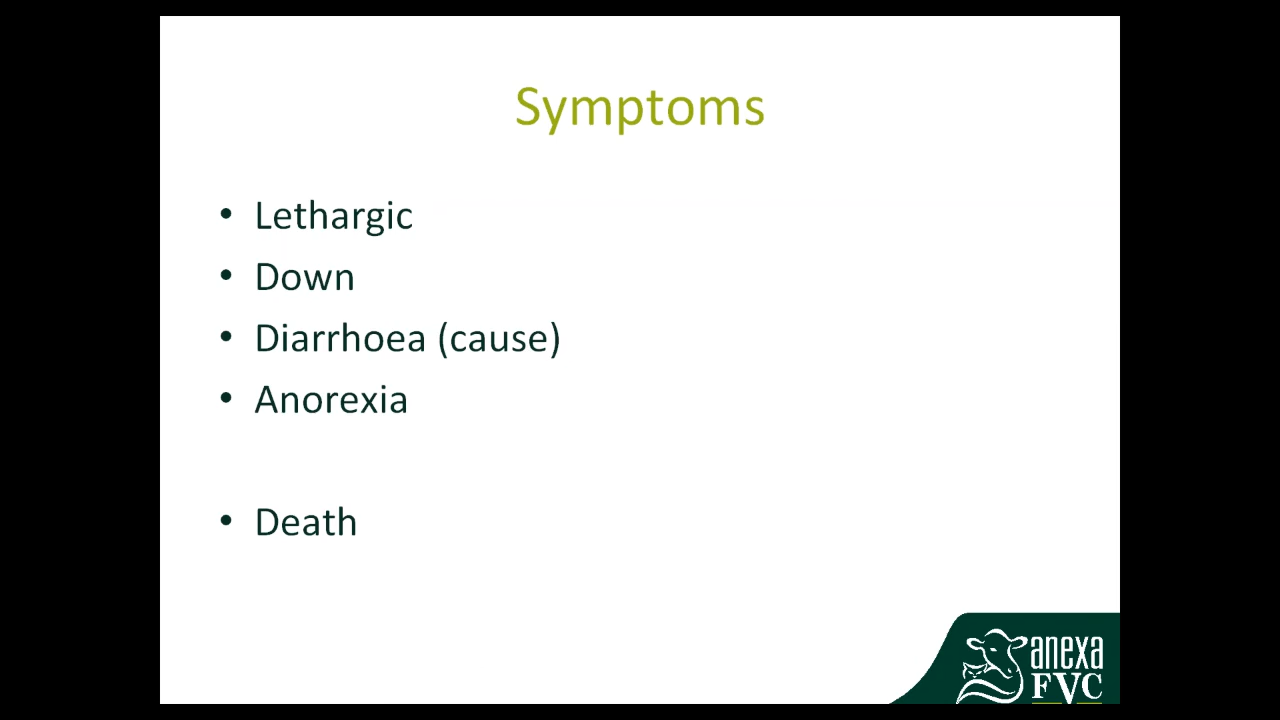 Symptoms
• Lethargic
• Down
• Diarrhoea (cause)
• Anorexia
• Death
anexa
FVC